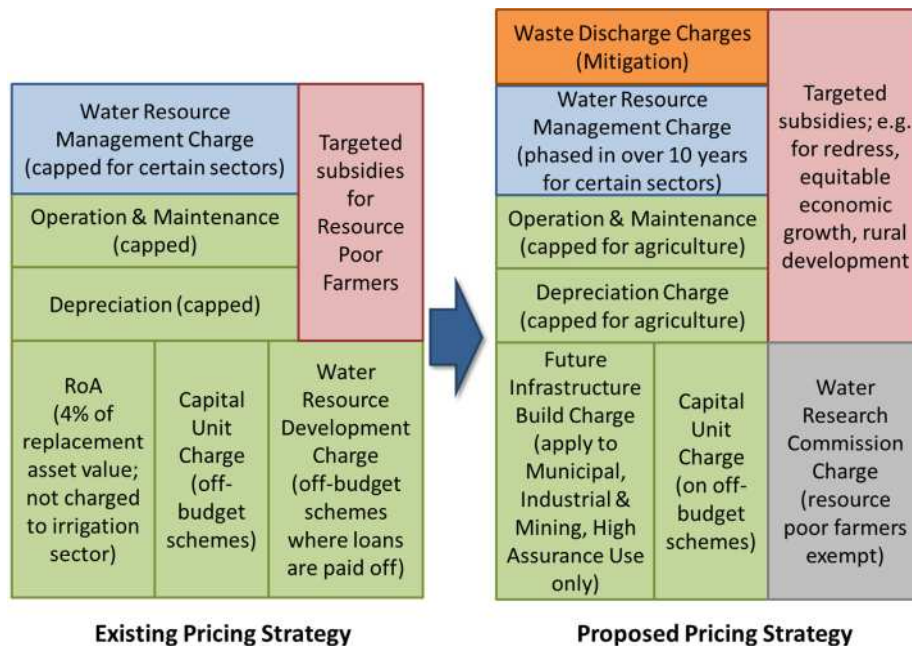 Water Resource
Management Charge
(capped for certain sectors)
Targeted
subsidies
for
Resource
Poor
Farmers
Operation & Maintenance
(capped)
Depreciation (capped)
RoA
(4% of
replacement
asset value;
not charged
to irrigation
sector)
Capital
Unit
Charge
(off-
budget
schemes)
Water
Resource
Development
Charge
(off-budget
schemes
where loans
are paid off)
Existing Pricing Strategy
Waste Discharge Charges
(Mitigation)
Water Resource
Management Charge
(phased in over 10 years
for certain sectors)
Targeted
subsidies; e.g.
for redress,
equitable
economic
growth, rural
development
Operation & Maintenance
(capped for agriculture)
Depreciation Charge
(capped for agriculture)
Future
Infrastructure
Build Charge
(apply to
Municipal,
Industrial &
Mining, High
Assurance Use
only)
Capital
Unit
Charge
(on off-
budget
schemes)
Water
Research
Commission
Charge
(resource
poor farmers
exempt)
Proposed Pricing Strategy